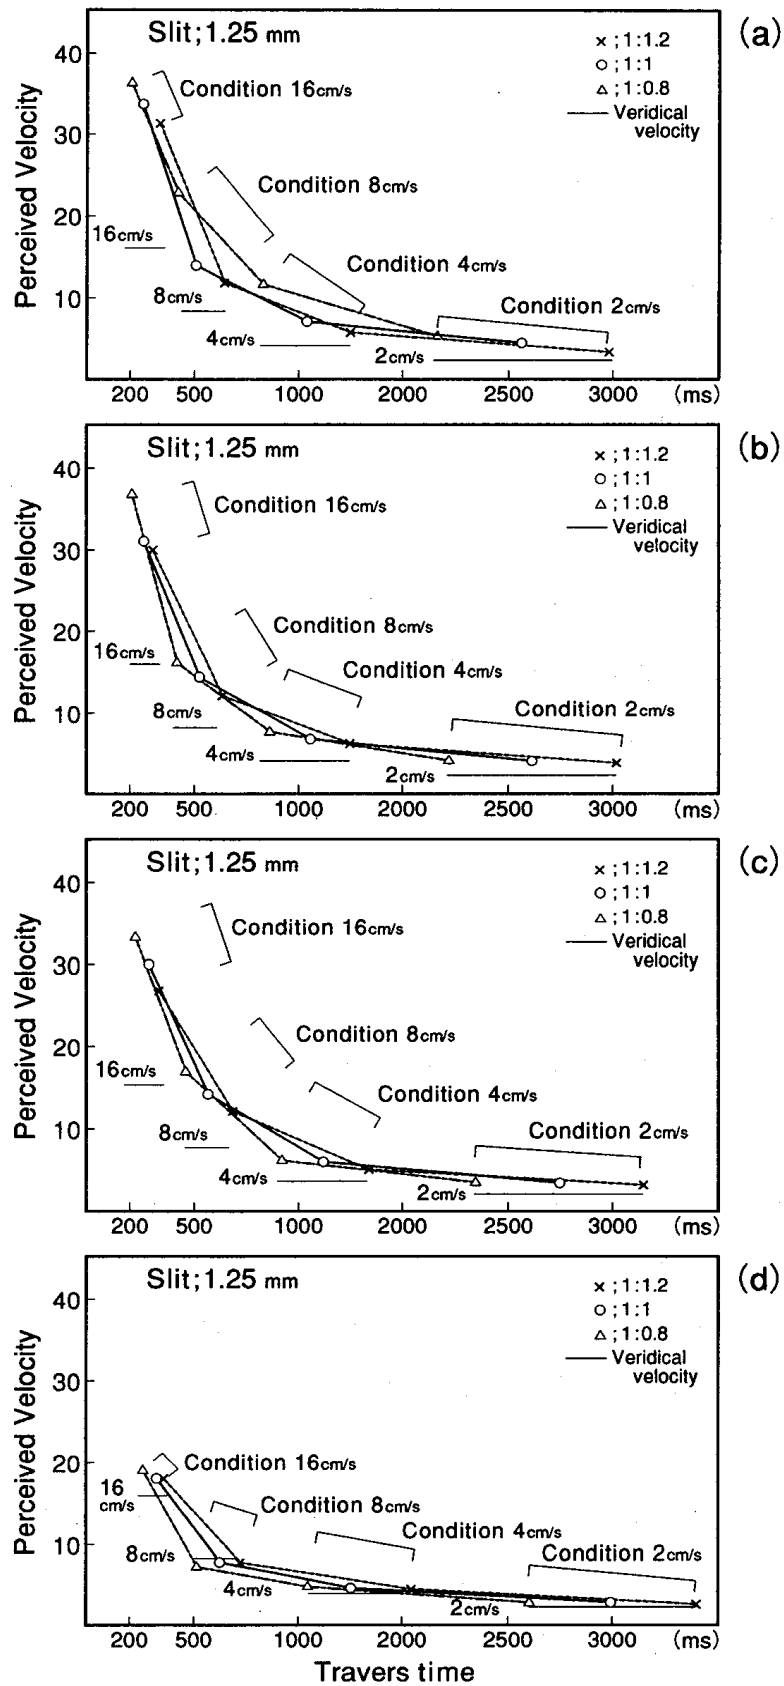 Slit;1.25 mm
(a)
× ;1:1.2
○ ;1:1
△ ;1:0.8
Veridical
velocity
Condition 16cm/s
Condition 8cm/s
Condition 4cm/s
Condition 2cm/s
16cm/s
8cm/s
4cm/s
2cm/s
Perceived Velocity
40
30
20
10
200 500 1000 2000 2500 3000 (ms)
Slit;1.25 mm
(b)
× ;1:1.2
○ ;1:1
△ ;1:0.8
Veridical
velocity
Condition 16cm/s
Condition 8cm/s
Condition 4cm/s
Condition 2cm/s
16cm/s
8cm/s
4cm/s
2cm/s
Perceived Velocity
40
30
20
10
200 500 1000 2000 2500 3000 (ms)
Slit;1.25 mm
(c)
× ;1:1.2
○ ;1:1
△ ;1:0.8
Veridical
velocity
Condition 16cm/s
Condition 8cm/s
Condition 4cm/s
Condition 2cm/s
16cm/s
8cm/s
4cm/s
2cm/s
Perceived Velocity
40
30
20
10
200 500 1000 2000 2500 3000 (ms)
Slit;1.25 mm
(d)
× ;1:1.2
○ ;1:1
△ ;1:0.8
Veridical
velocity
Condition 16cm/s
Condition 8cm/s
Condition 4cm/s
Condition 2cm/s
16
cm/s
8cm/s
4cm/s
2cm/s
Perceived Velocity
40
30
20
10
200 500 1000 2000 2500 3000 (ms)
Travers time